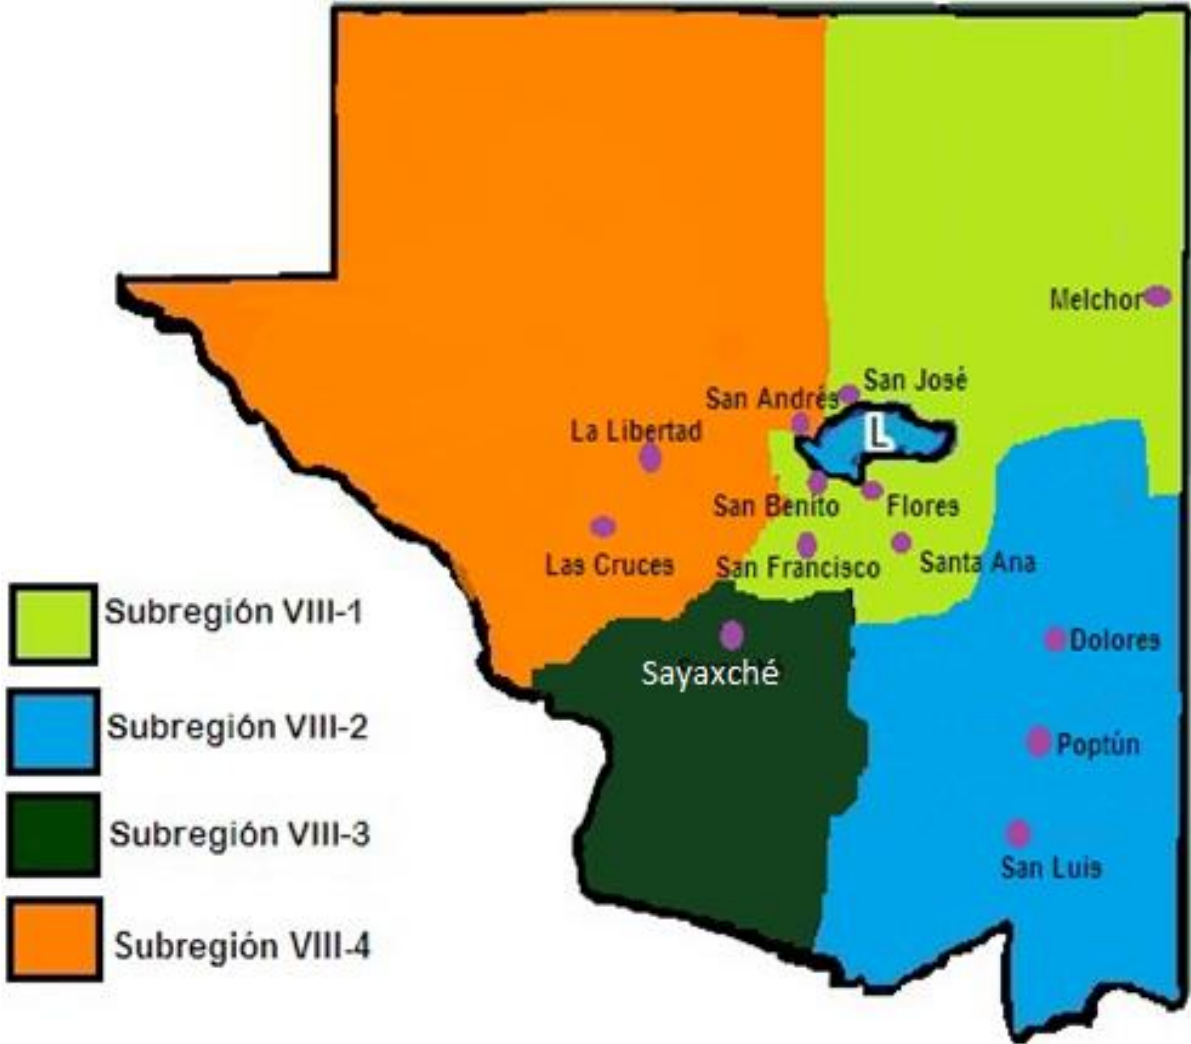 Melchor
San José
San Andrés
L
La Libertad
San Benito
Flores
Las Cruces
San Francisco
Santa Ana
Subregión VIII-1
Dolores
Sayaxché
Subregión VIII-2
Poptún
Subregión VIII-3
San Luis
Subregión VIII-4